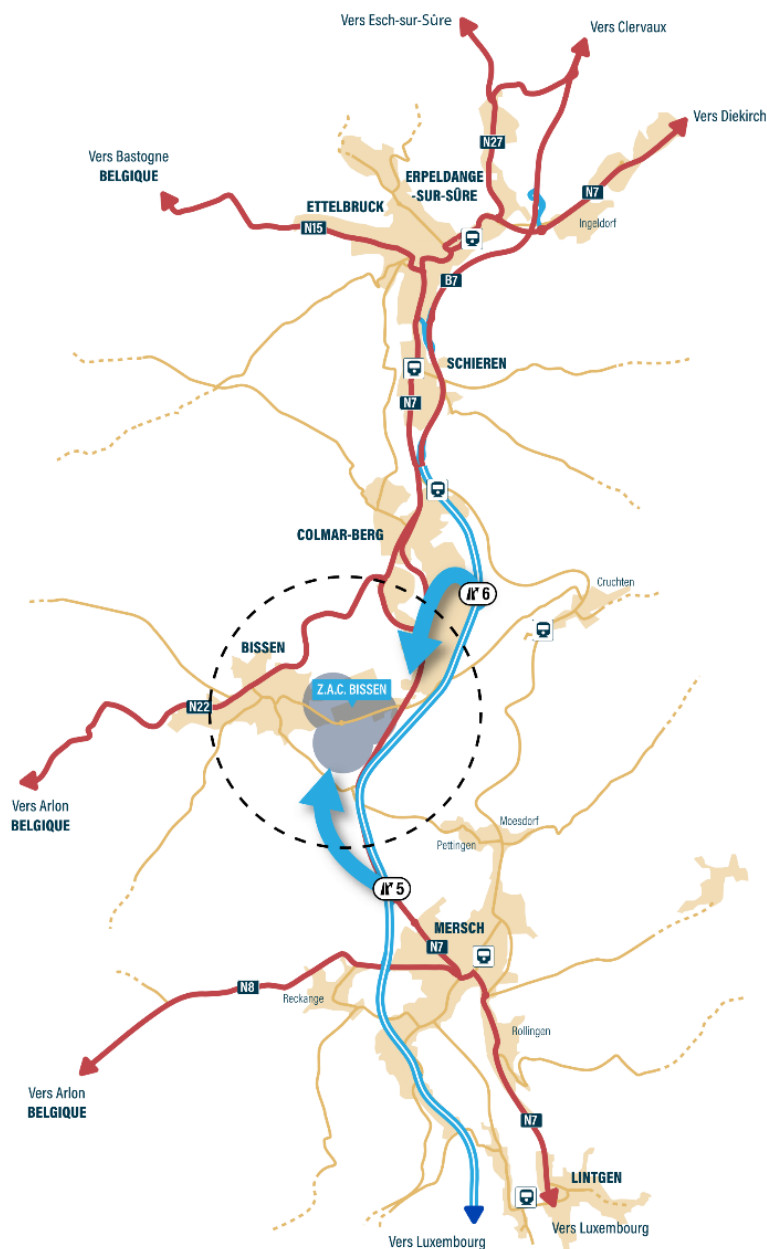 Vers Esch-sur-Sûre
Vers Clervaux
Vers Diekirch
N27
Vers Bastogne
BELGIQUE
ERPELDANGE
-SUR-SÛRE
N7
ETTELBRUCK
Ingeldorf
N15
B7
SCHIEREN
N7
COLMAR-BERG
6
Cruchten
BISSEN
Z.A.C. BISSEN
N22
Vers Arlon
BELGIQUE
Moesdorf
Pettingen
5
MERSCH
N7
N8
Reckange
Rollingen
Vers Arlon
BELGIQUE
N7
LINTGEN
Vers Luxembourg
Vers Luxembourg